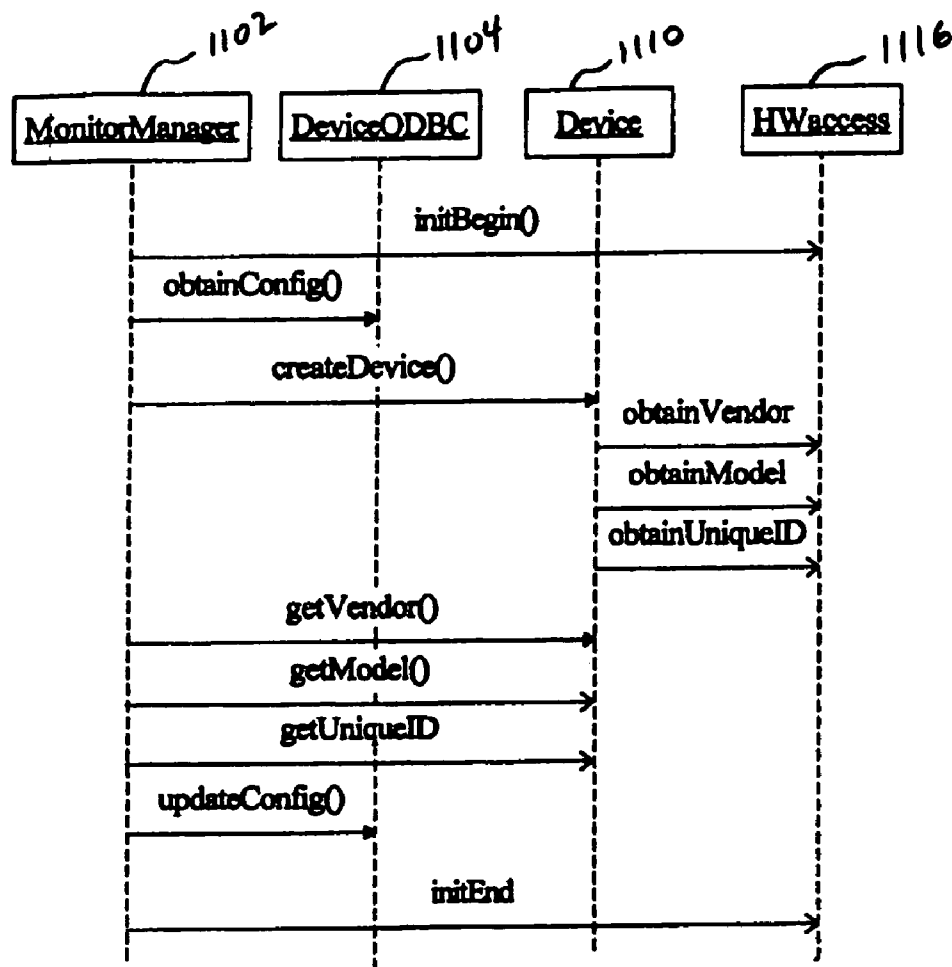 1102 1104 1110 1116
MonitorManager DeviceODBC Device HWaccess
initBegin()
obtainConfig()
createDevice()
obtainVendor
obtainModel
obtainUniqueID
getVendor()
getModel()
getUniqueID
updateConfig()
initEnd